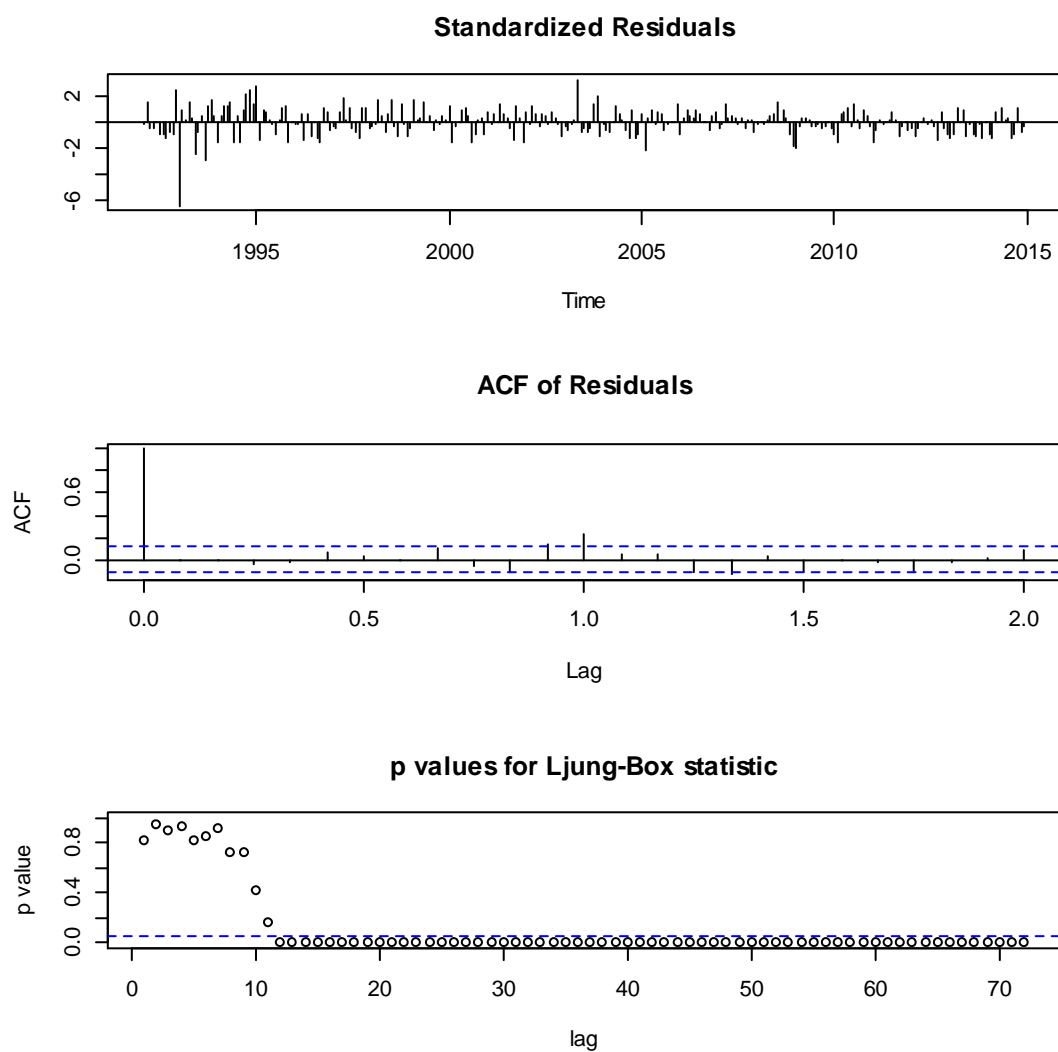 Standardized Residuals
2
-2
-6
1995 2000 2005 2010 2015
Time
ACF of Residuals
ACF
0.6
0.0
0.0 0.5 1.0 1.5 2.0
Lag
p values for Ljung-Box statistic
p value
0.8
0.4
0.0
0 10 20 30 40 50 60 70
lag